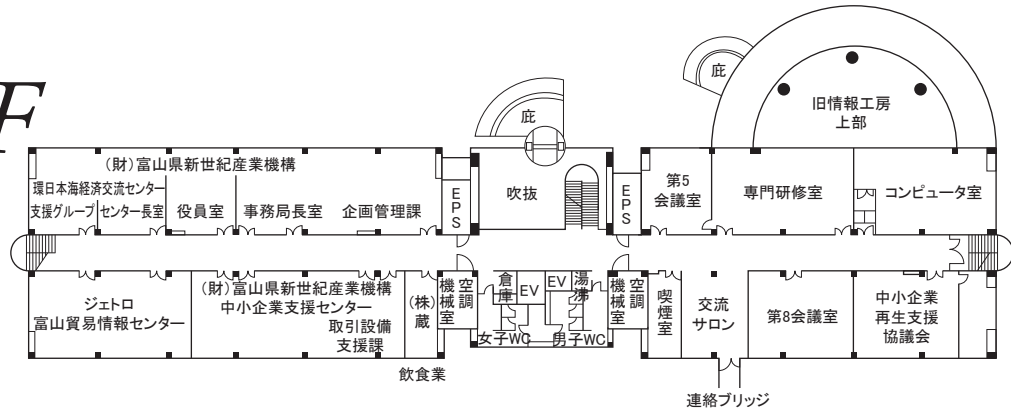 F
庇
庇
旧情報工房
上部
(財)富山県新世紀産業機構
環日本海経済交流センター
支援グループ
センター長室
役員室
事務局長室
企画管理課
EPS
吹抜
EPS
第5
会議室
専門研修室
コンピュータ室
ジェトロ
富山貿易情報センター
(財)富山県新世紀産業機構
中小企業支援センター
取引設備
支援課
(株)蔵
飲食業
空調
機械室
倉庫
EV
EV
湯沸
女子WC
男子WC
空調
機械室
喫煙室
交流
サロン
第8会議室
中小企業
再生支援
協議会
連絡ブリッジ